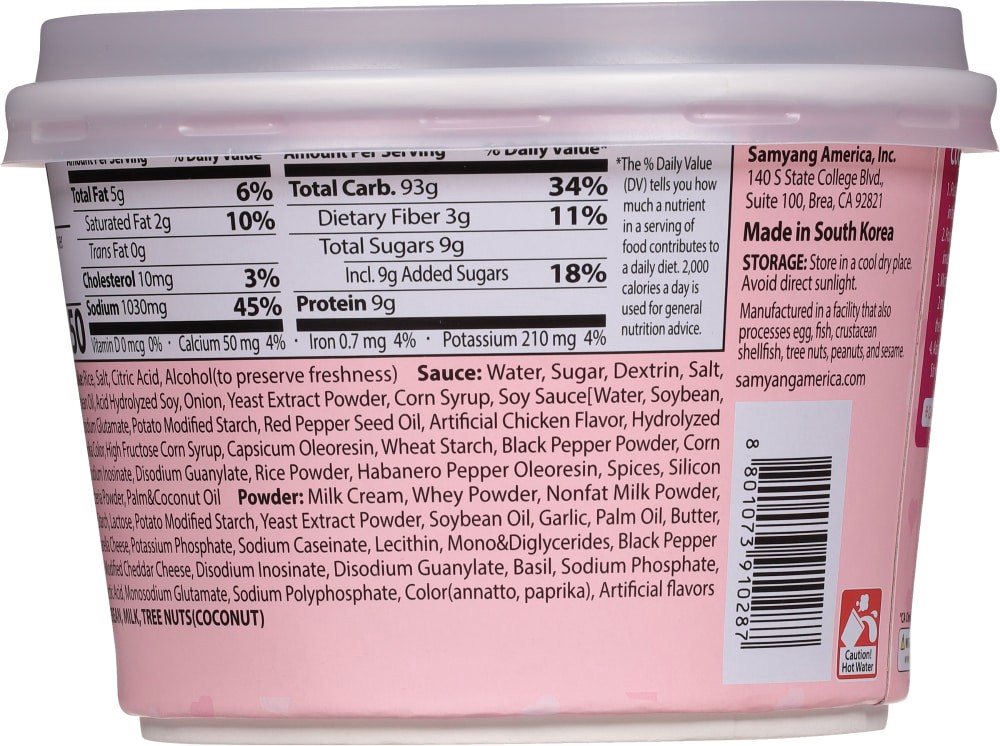 Amount Per Serving % Daily Value*
Total Fat 5g 6%
Saturated Fat 2g 10%
Trans Fat 0g
Cholesterol 10mg 3%
Sodium 1030mg 45%
Amount Per Serving % Daily Value*
Total Carb. 93g 34%
Dietary Fiber 3g 11%
Total Sugars 9g
Incl. 9g Added Sugars 18%
Protein 9g
Vitamin D 0 mcg 0% · Calcium 50 mg 4% · Iron 0.7 mg 4% · Potassium 210 mg 4%
*The % Daily Value
(DV) tells you how
much a nutrient
in a serving of
food contributes to
a daily diet. 2,000
calories a day is
used for general
nutrition advice.
Rice, Salt, Citric Acid, Alcohol(to preserve freshness) Sauce: Water, Sugar, Dextrin, Salt,
Oil, Acid Hydrolyzed Soy, Onion, Yeast Extract Powder, Corn Syrup, Soy Sauce[Water, Soybean,
Glutamate, Potato Modified Starch, Red Pepper Seed Oil, Artificial Chicken Flavor, Hydrolyzed
Color, High Fructose Corn Syrup, Capsicum Oleoresin, Wheat Starch, Black Pepper Powder, Corn
Inosinate, Disodium Guanylate, Rice Powder, Habanero Pepper Oleoresin, Spices, Silicon
Powder, Palm&Coconut Oil Powder: Milk Cream, Whey Powder, Nonfat Milk Powder,
Lactose, Potato Modified Starch, Yeast Extract Powder, Soybean Oil, Garlic, Palm Oil, Butter,
Cheese, Potassium Phosphate, Sodium Caseinate, Lecithin, Mono&Diglycerides, Black Pepper
Cheddar Cheese, Disodium Inosinate, Disodium Guanylate, Basil, Sodium Phosphate,
Acid, Monosodium Glutamate, Sodium Polyphosphate, Color(annatto, paprika), Artificial flavors
MILK, TREE NUTS(COCONUT)
Samyang America, Inc.
140 S State College Blvd.,
Suite 100, Brea, CA 92821
Made in South Korea
STORAGE: Store in a cool dry place.
Avoid direct sunlight.
Manufactured in a facility that also
processes egg, fish, crustacean
shellfish, tree nuts, peanuts, and sesame.
samyangamerica.com
8 801073 910287
Caution!
Hot Water